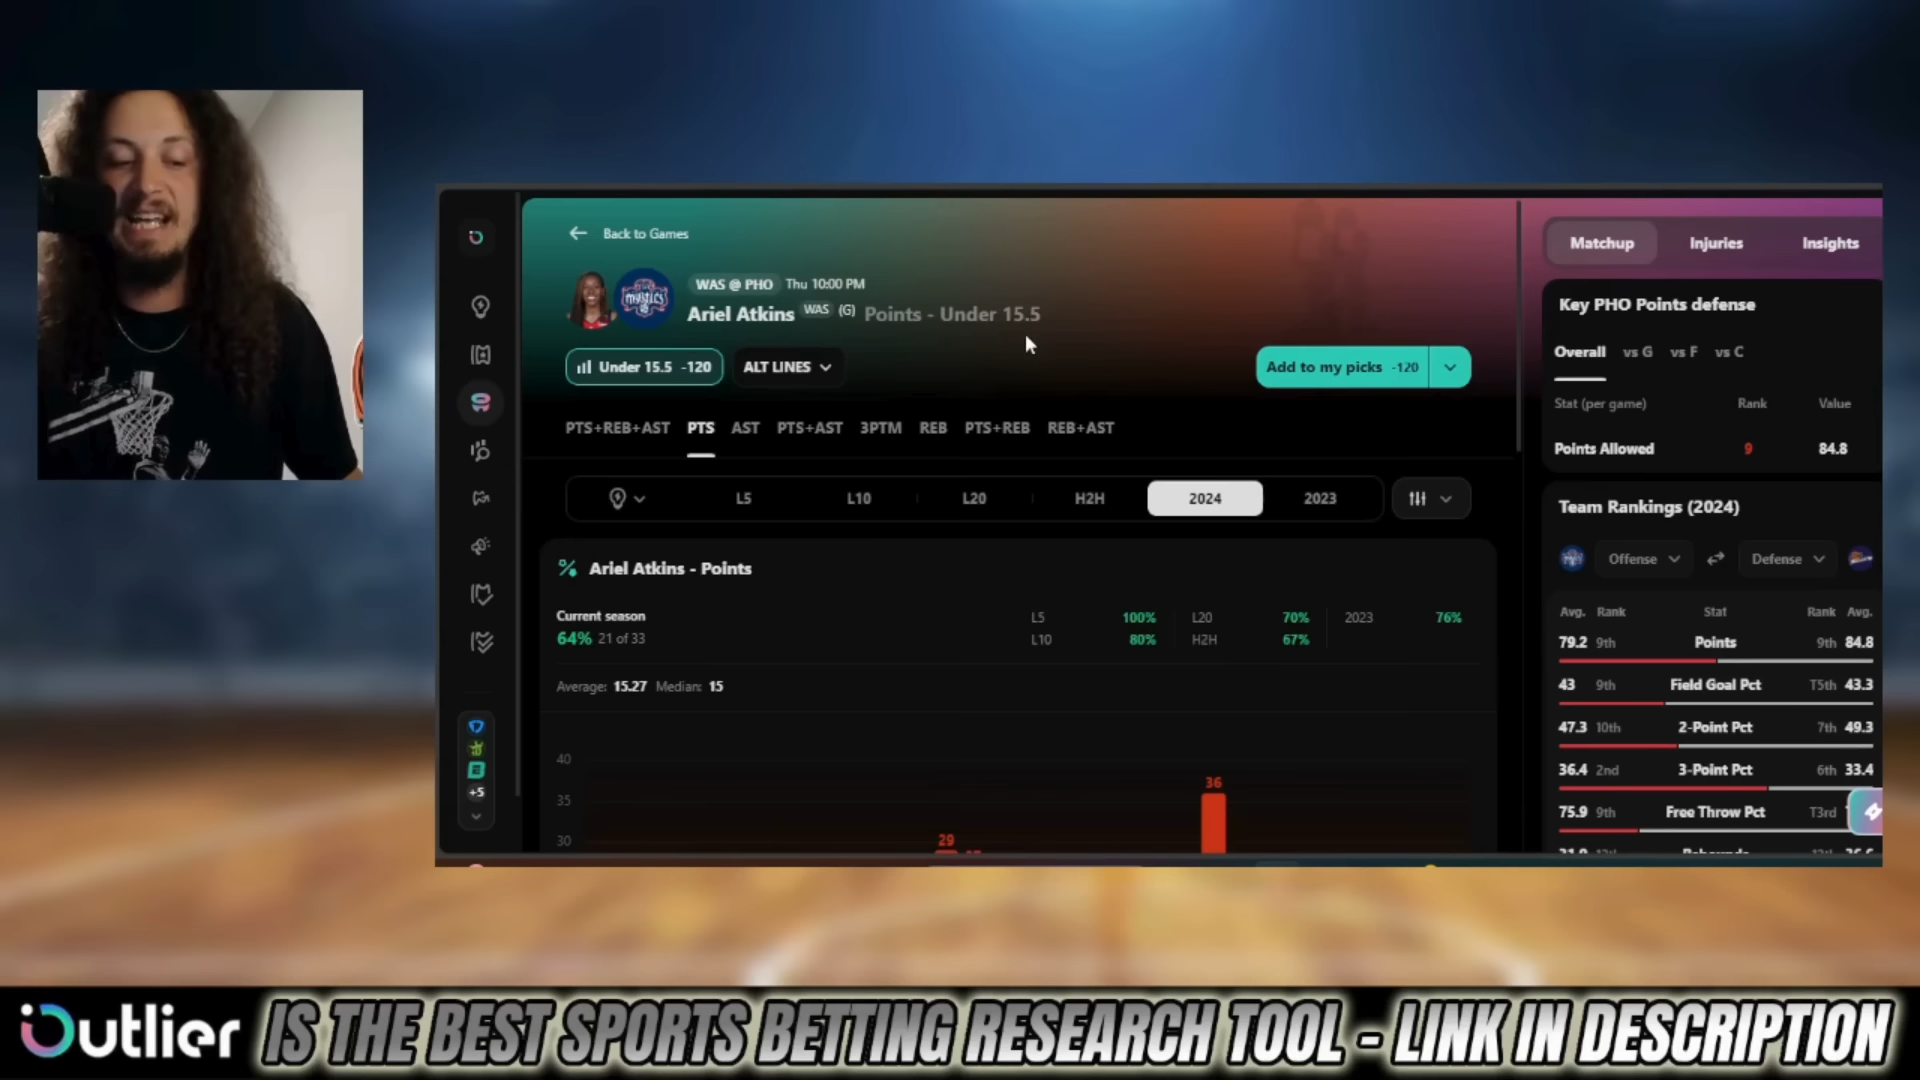 Back to Games
Matchup Injuries Insights
WAS @ PHO Thu 10:00 PM
mystics
Ariel Atkins WAS (G) Points - Under 15.5
Under 15.5 -120 ALT LINES
Add to my picks -120
PTS+REB+AST PTS AST PTS+AST 3PTM REB PTS+REB REB+AST
L5 L10 L20 H2H 2024 2023
Ariel Atkins - Points
Current season
64% 21 of 33
L5 100% L20 70% 2023 76%
L10 80% H2H 67%
Average: 15.27 Median: 15
40
35
30
36
29
+5
Key PHO Points defense
Overall vs G vs F vs C
Stat (per game) Rank Value
Points Allowed 9 84.8
Team Rankings (2024)
Offense Defense
Avg. Rank Stat Rank Avg.
79.2 9th Points 9th 84.8
43 9th Field Goal Pct T5th 43.3
47.3 10th 2-Point Pct 7th 49.3
36.4 2nd 3-Point Pct 6th 33.4
75.9 9th Free Throw Pct T3rd
Outlier IS THE BEST SPORTS BETTING RESEARCH TOOL - LINK IN DESCRIPTION